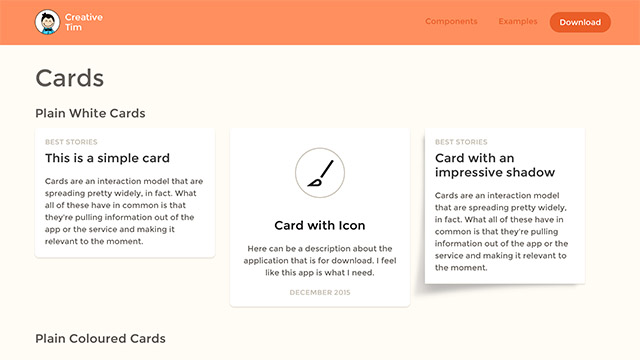 Creative
Tim
Components
Examples
Download
Cards
Plain White Cards
BEST STORIES
This is a simple card
Cards are an interaction model that
are spreading pretty widely, in fact. What
all of these have in common is that
they're pulling information out of the
app or the service and making it
relevant to the moment.
Card with Icon
Here can be a description about the
application that is for download. I feel
like this app is what I need.
DECEMBER 2015
BEST STORIES
Card with an
impressive shadow
Cards are an interaction model
that are spreading pretty widely,
in fact. What all of these have in
common is that they're pulling
information out of the app or the
service and making it relevant to
the moment.
Plain Coloured Cards